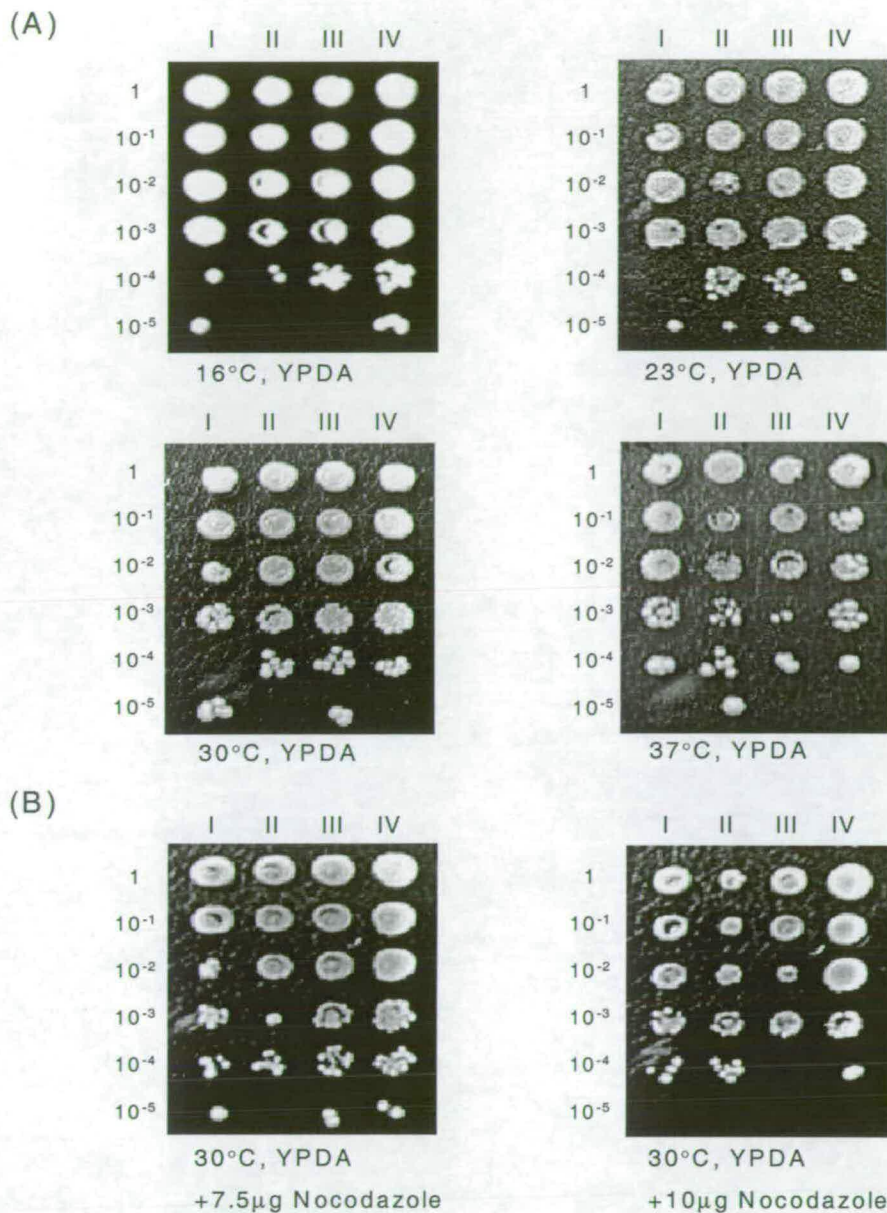 (A)
I II III IV
1
10⁻¹
10⁻²
10⁻³
10⁻⁴
10⁻⁵
16°C, YPDA
I II III IV
1
10⁻¹
10⁻²
10⁻³
10⁻⁴
10⁻⁵
23°C, YPDA
I II III IV
1
10⁻¹
10⁻²
10⁻³
10⁻⁴
10⁻⁵
30°C, YPDA
I II III IV
1
10⁻¹
10⁻²
10⁻³
10⁻⁴
10⁻⁵
37°C, YPDA
(B)
I II III IV
1
10⁻¹
10⁻²
10⁻³
10⁻⁴
10⁻⁵
30°C, YPDA
+7.5µg Nocodazole
I II III IV
1
10⁻¹
10⁻²
10⁻³
10⁻⁴
10⁻⁵
30°C, YPDA
+10µg Nocodazole